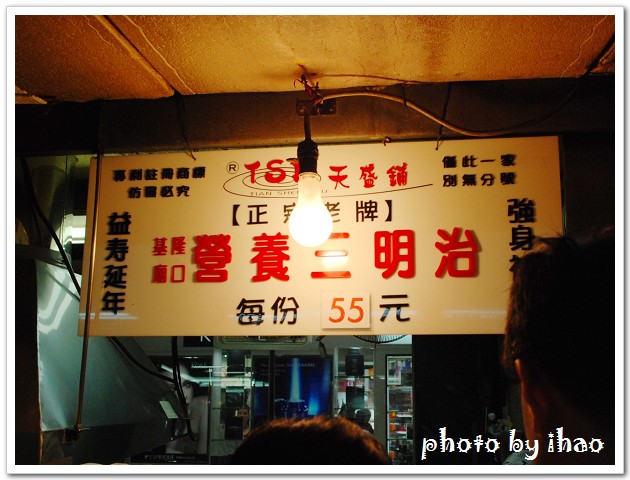 專利註冊商標
仿冒必究
® TSP 天盛舖
TIAN SHENG PU
僅此一家
別無分號
【正宗老牌】
益壽延年
基隆
廟口
營養三明治
強身
每份 55 元
photo by ihao